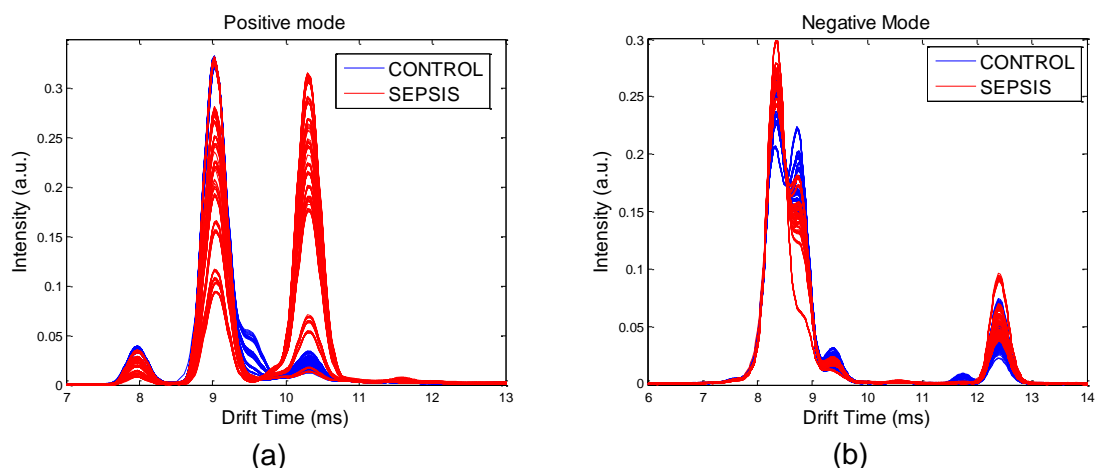 Positive mode
0.3
0.25
0.2
0.15
0.1
0.05
0
Intensity (a.u.)
CONTROL
SEPSIS
7
8
9
10
11
12
13
Drift Time (ms)
(a)
Negative Mode
0.3
0.25
0.2
0.15
0.1
0.05
0
Intensity (a.u.)
CONTROL
SEPSIS
6
7
8
9
10
11
12
13
14
Drift Time (ms)
(b)